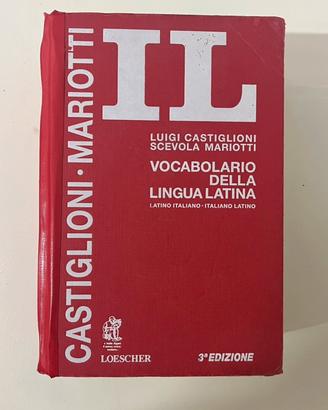 CASTIGLIONI · MARIOTTI
IL
LUIGI CASTIGLIONI
SCEVOLA MARIOTTI
VOCABOLARIO
DELLA
LINGUA LATINA
LATINO ITALIANO · ITALIANO LATINO
LOESCHER
3ª EDIZIONE